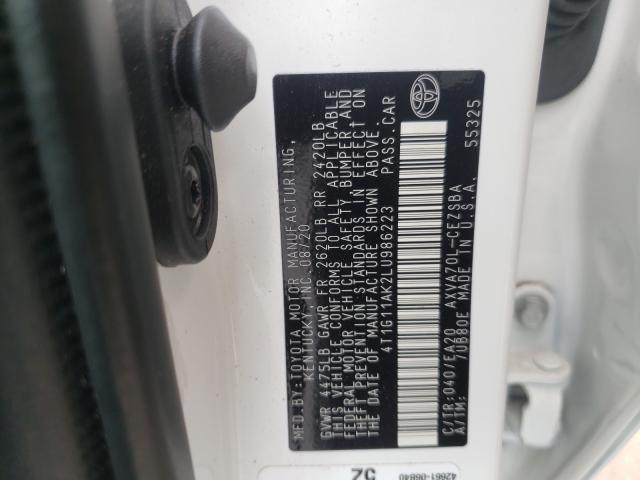 MFD.BY:TOYOTA MOTOR MANUFACTURING,
KENTUCKY,INC. 08/20
GVWR 4475LB GAWR FR 2620LB RR 2420LB
THIS VEHICLE CONFORMS TO ALL APPLICABLE
FEDERAL MOTOR VEHICLE SAFETY, BUMPER AND
THEFT PREVENTION STANDARDS IN EFFECT ON
THE DATE OF MANUFACTURE SHOWN ABOVE.
4T1G11AK2LU986223 PASS.CAR
C/TR:040/EA20 AXVA70L-CEZSBA
A/TM: /UB80E MADE IN U.S.A.
55325
42661-06840
52